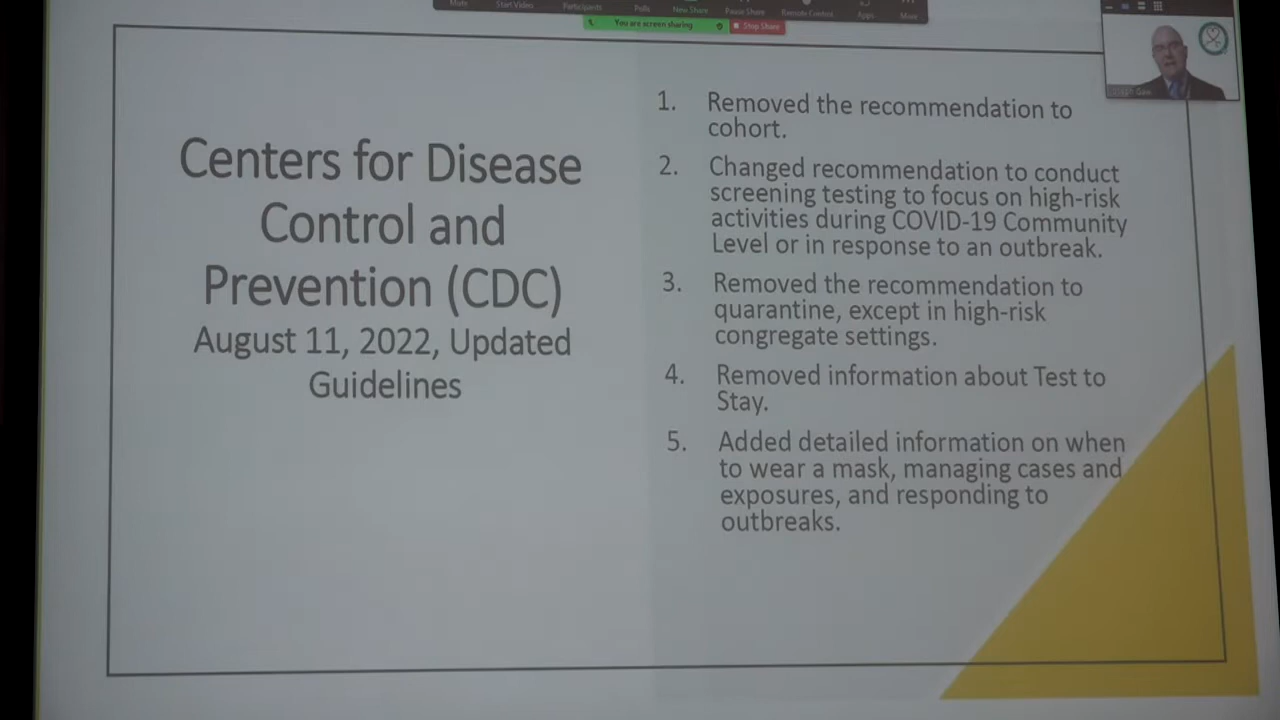 Mute
Start Video
Participants
Polls
New Share
Pause Share
Remote Control
Apps
More
You are screen sharing
Stop Share
Centers for Disease
Control and
Prevention (CDC)
August 11, 2022, Updated
Guidelines
1. Removed the recommendation to
cohort.
2. Changed recommendation to conduct
screening testing to focus on high-risk
activities during COVID-19 Community
Level or in response to an outbreak.
3. Removed the recommendation to
quarantine, except in high-risk
congregate settings.
4. Removed information about Test to
Stay.
5. Added detailed information on when
to wear a mask, managing cases and
exposures, and responding to
outbreaks.